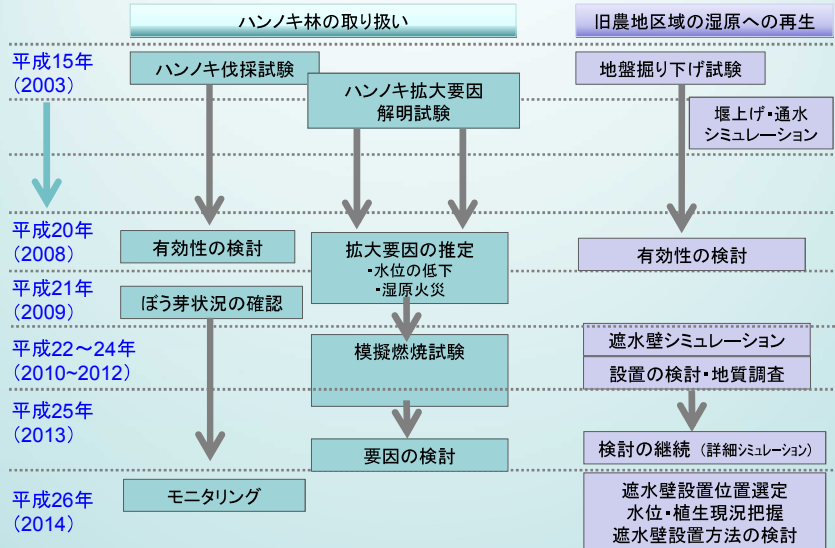 ハンノキ林の取り扱い
旧農地区域の湿原への再生
平成15年
(2003)
ハンノキ伐採試験
ハンノキ拡大要因
解明試験
地盤掘り下げ試験
堰上げ・通水
シミュレーション
平成20年
(2008)
有効性の検討
拡大要因の推定
・水位の低下
・湿原火災
有効性の検討
平成21年
(2009)
ぼう芽状況の確認
平成22～24年
(2010~2012)
模擬燃焼試験
遮水壁シミュレーション
設置の検討・地質調査
平成25年
(2013)
要因の検討
検討の継続（詳細シミュレーション）
平成26年
(2014)
モニタリング
遮水壁設置位置選定
水位・植生現況把握
遮水壁設置方法の検討